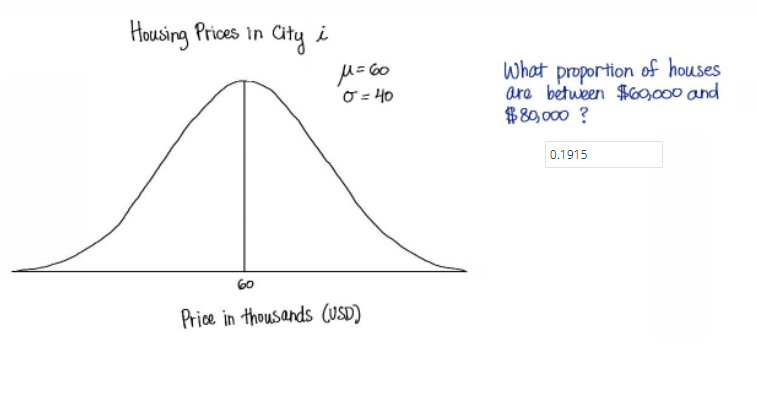 Housing Prices in City i
μ = 60
σ = 40
What proportion of houses
are between $60,000 and
$80,000 ?
0.1915
60
Price in thousands (USD)